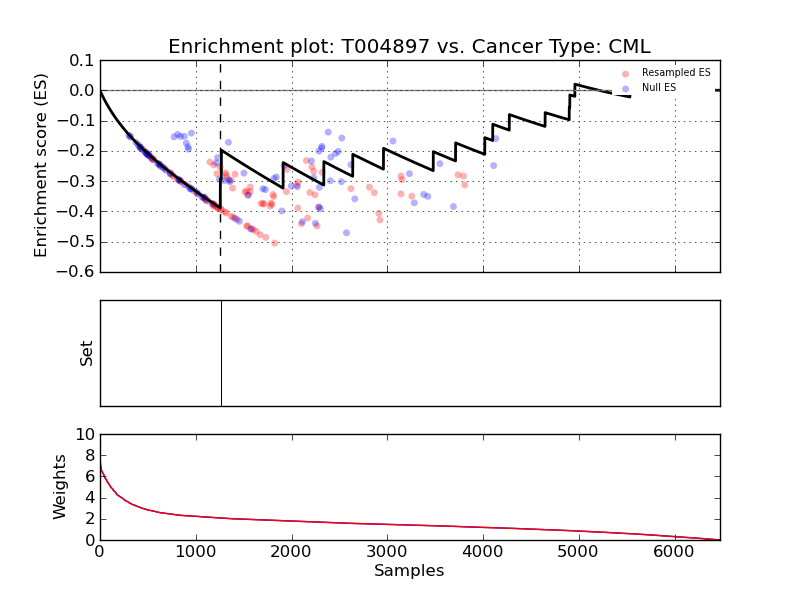 Enrichment plot: T004897 vs. Cancer Type: CML
Enrichment score (ES)
0.1
0.0
−0.1
−0.2
−0.3
−0.4
−0.5
−0.6
Resampled ES
Null ES
Set
Weights
10
8
6
4
2
0
0 1000 2000 3000 4000 5000 6000
Samples